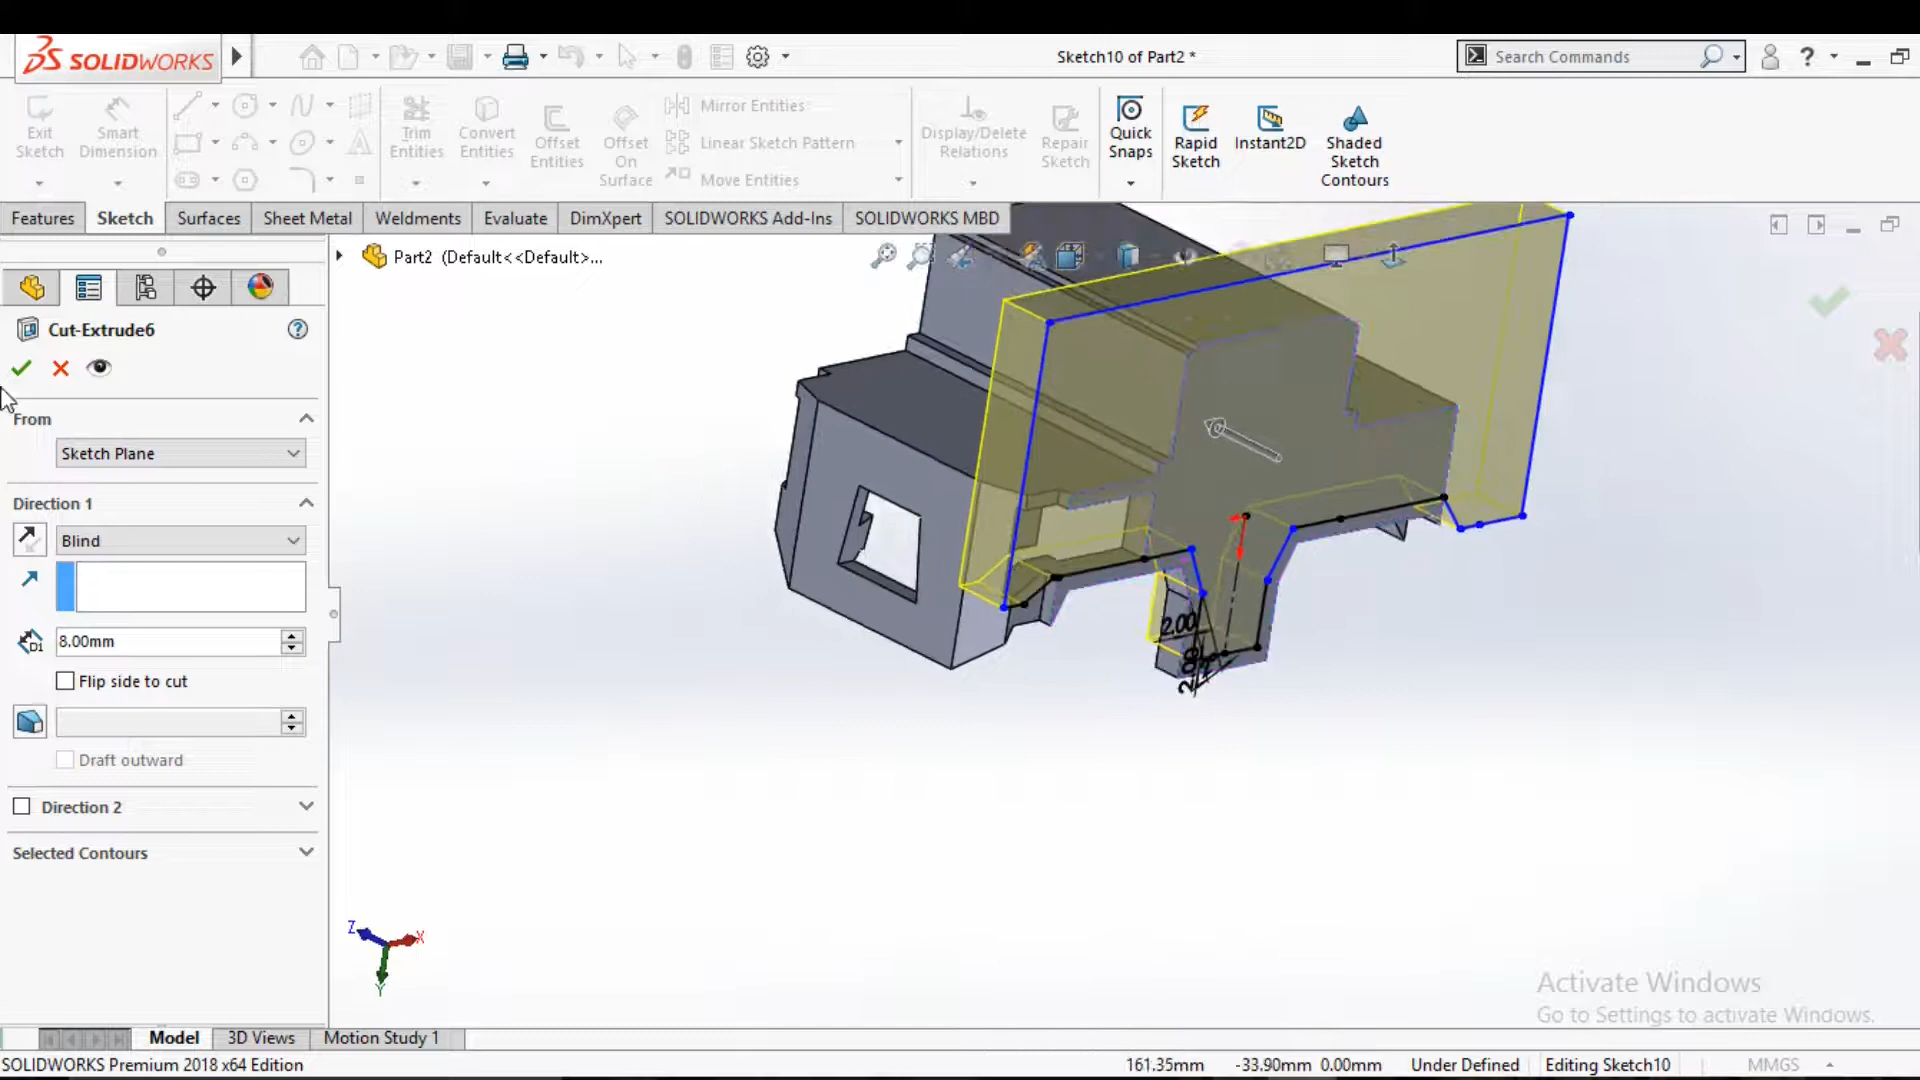 SOLIDWORKS
Sketch10 of Part2 *
Search Commands
?
Exit Sketch
Smart Dimension
Trim Entities
Convert Entities
Offset Entities
Offset On Surface
Mirror Entities
Linear Sketch Pattern
Move Entities
Display/Delete Relations
Repair Sketch
Quick Snaps
Rapid Sketch
Instant2D
Shaded Sketch Contours
Features
Sketch
Surfaces
Sheet Metal
Weldments
Evaluate
DimXpert
SOLIDWORKS Add-Ins
SOLIDWORKS MBD
Part2 (Default<<Default>...
Cut-Extrude6
?
From
Sketch Plane
Direction 1
Blind
D1
8.00mm
Flip side to cut
Draft outward
Direction 2
Selected Contours
2.00
Z
X
Y
Activate Windows
Go to Settings to activate Windows.
Model
3D Views
Motion Study 1
SOLIDWORKS Premium 2018 x64 Edition
161.35mm
-33.90mm 0.00mm
Under Defined
Editing Sketch10
MMGS